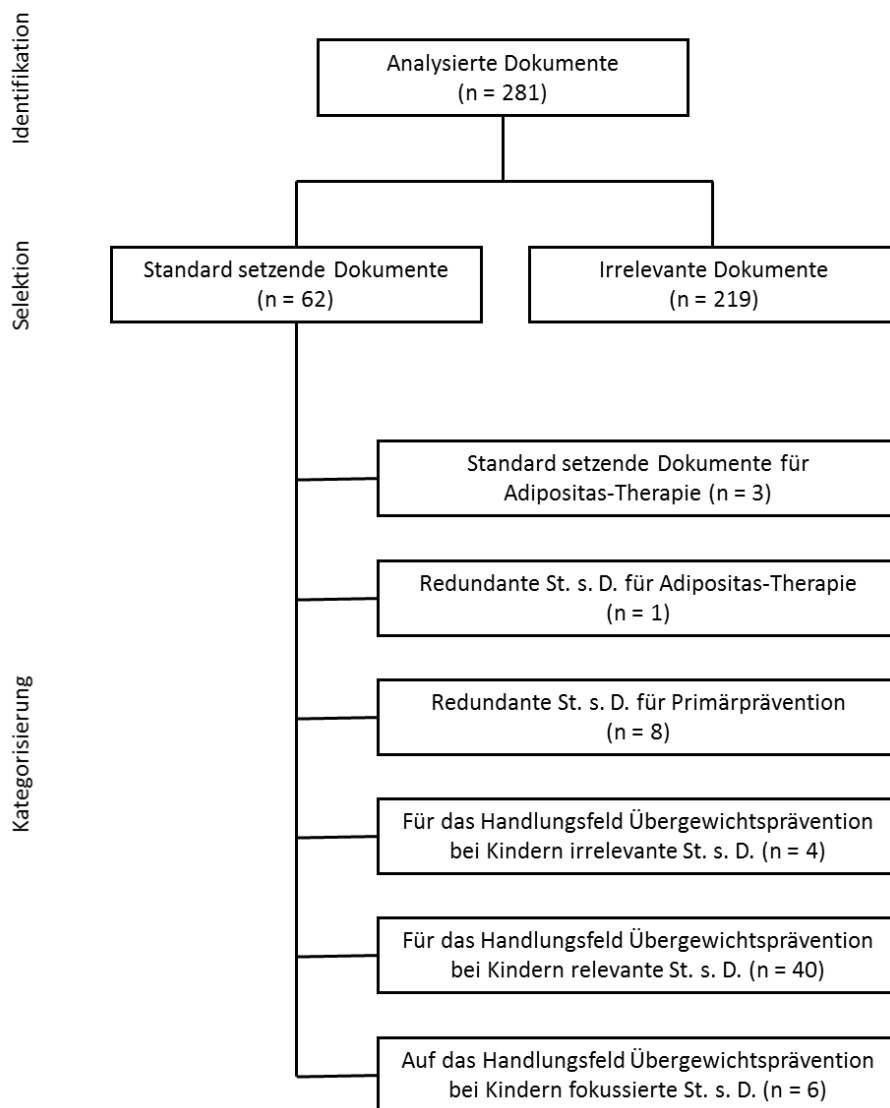 Identifikation
Analysierte Dokumente
(n = 281)
Selektion
Standard setzende Dokumente
(n = 62)
Irrelevante Dokumente
(n = 219)
Kategorisierung
Standard setzende Dokumente für
Adipositas-Therapie (n = 3)
Redundante St. s. D. für Adipositas-Therapie
(n = 1)
Redundante St. s. D. für Primärprävention
(n = 8)
Für das Handlungsfeld Übergewichtsprävention
bei Kindern irrelevante St. s. D. (n = 4)
Für das Handlungsfeld Übergewichtsprävention
bei Kindern relevante St. s. D. (n = 40)
Auf das Handlungsfeld Übergewichtsprävention
bei Kindern fokussierte St. s. D. (n = 6)